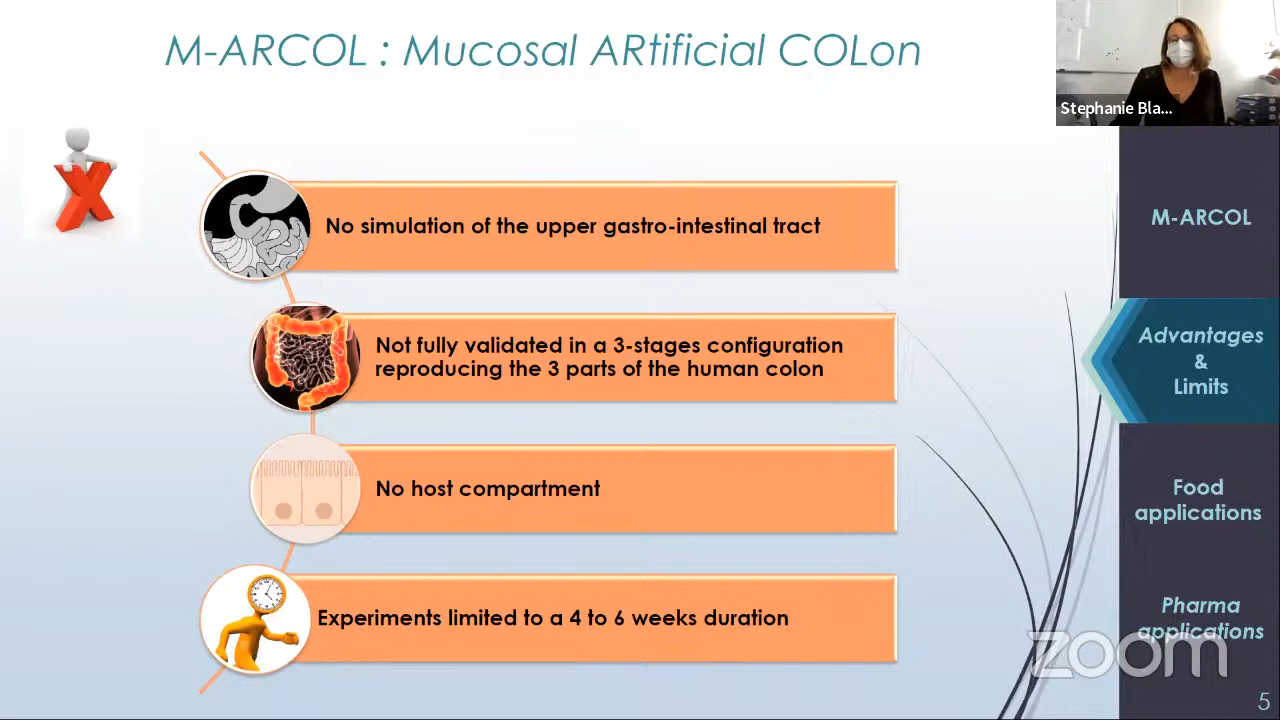 M-ARCOL : Mucosal ARtificial COLon
Stephanie Bla...
No simulation of the upper gastro-intestinal tract
Not fully validated in a 3-stages configuration
reproducing the 3 parts of the human colon
No host compartment
Experiments limited to a 4 to 6 weeks duration
M-ARCOL
Advantages
&
Limits
Food
applications
Pharma
applications
zoom
5